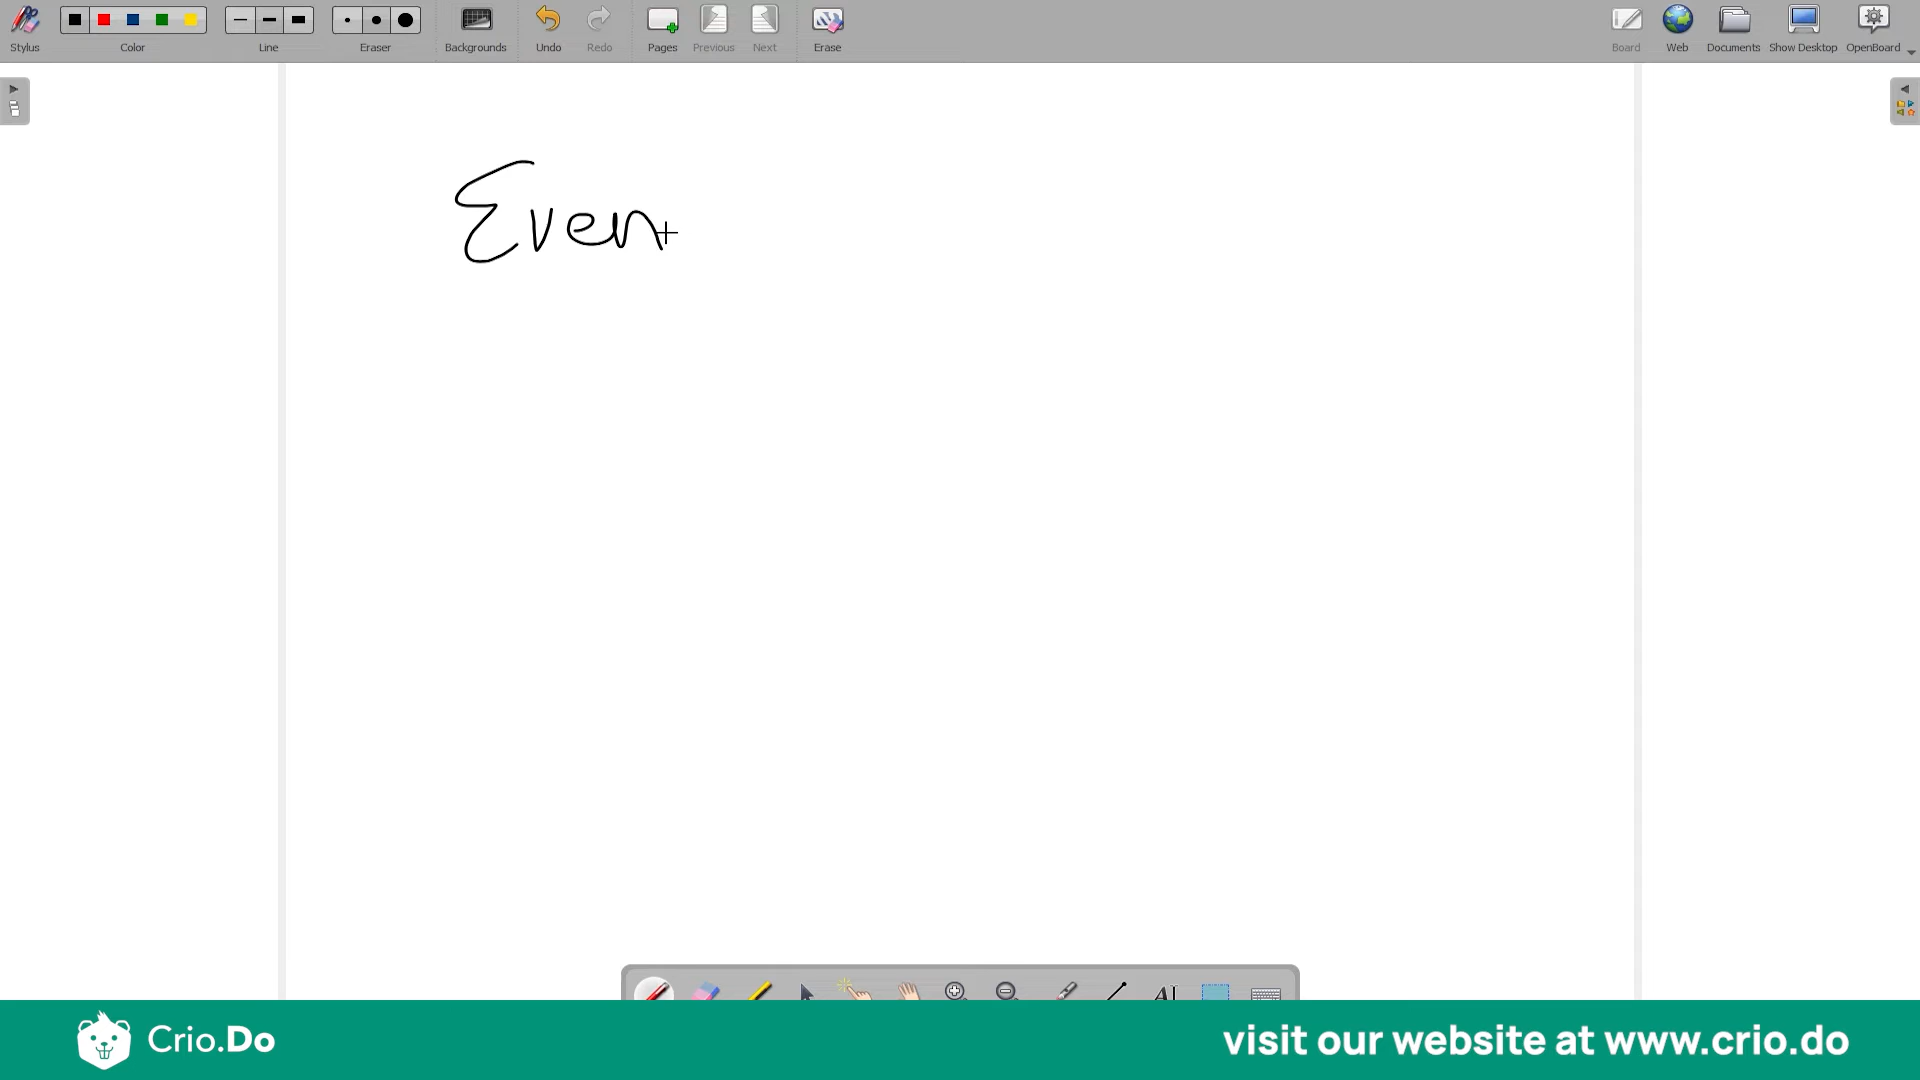 Stylus
Color
Line
Eraser
Backgrounds
Undo
Redo
Pages
Previous
Next
Erase
Board
Web
Documents
Show Desktop
OpenBoard
Even
AI
Crio.Do
visit our website at www.crio.do